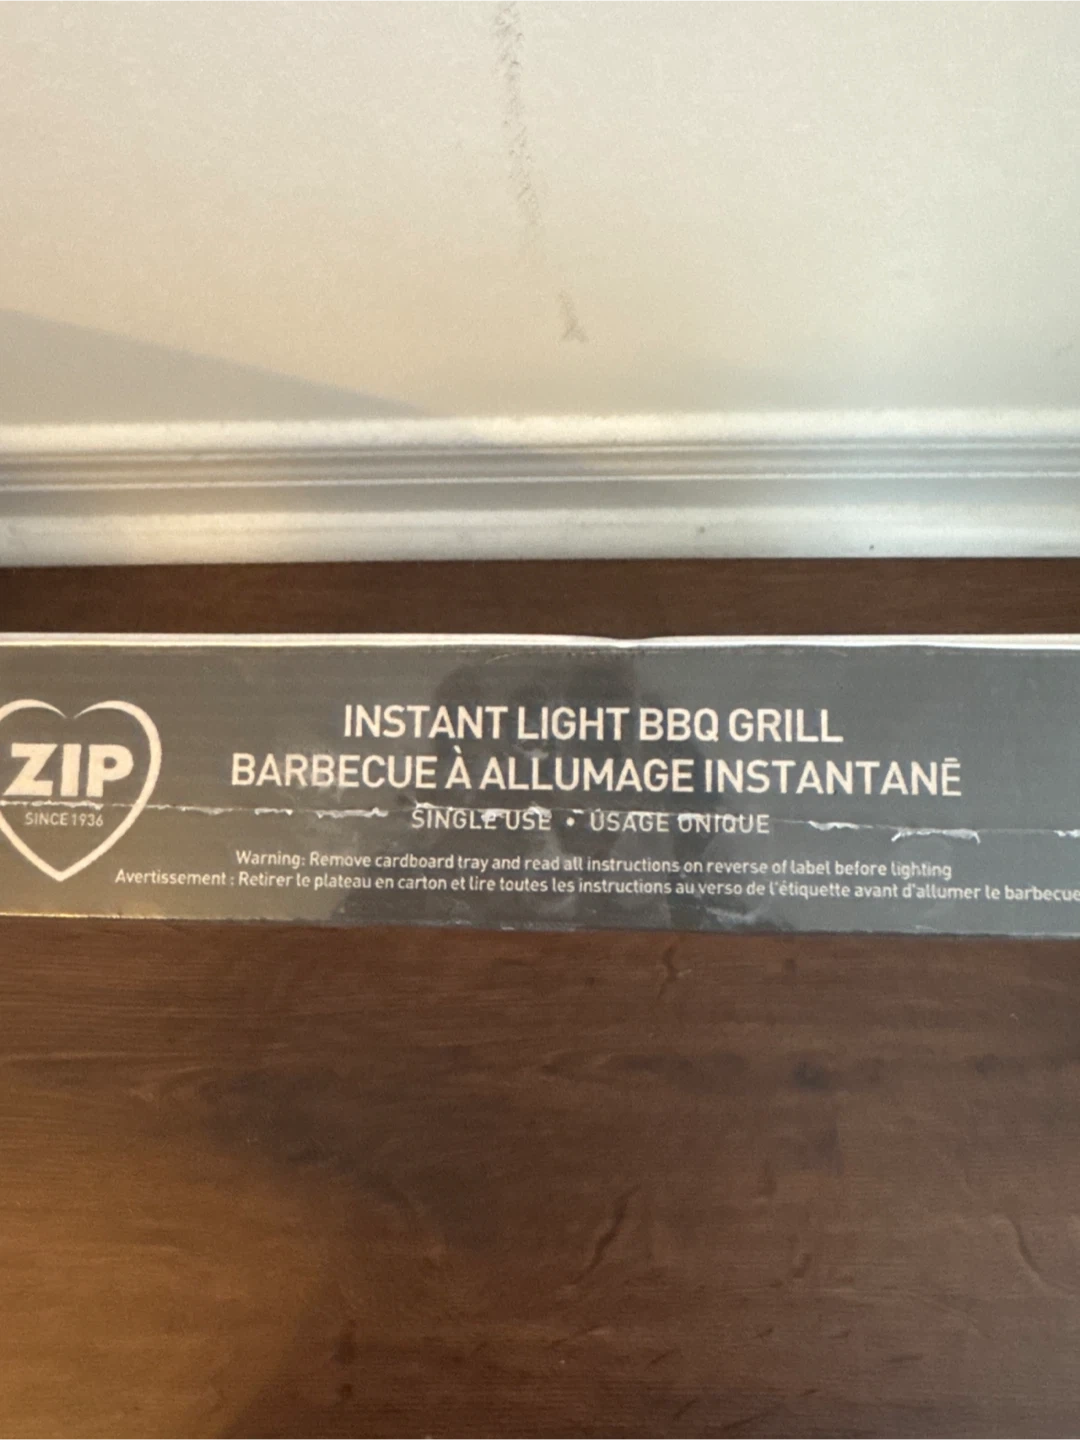 ZIP
SINCE 1936
INSTANT LIGHT BBQ GRILL
BARBECUE À ALLUMAGE INSTANTANĒ
SINGLE USE • USAGE UNIQUE
Warning: Remove cardboard tray and read all instructions on reverse of label before lighting
Avertissement : Retirer le plateau en carton et lire toutes les instructions au verso de l'étiquette avant d'allumer le barbecue